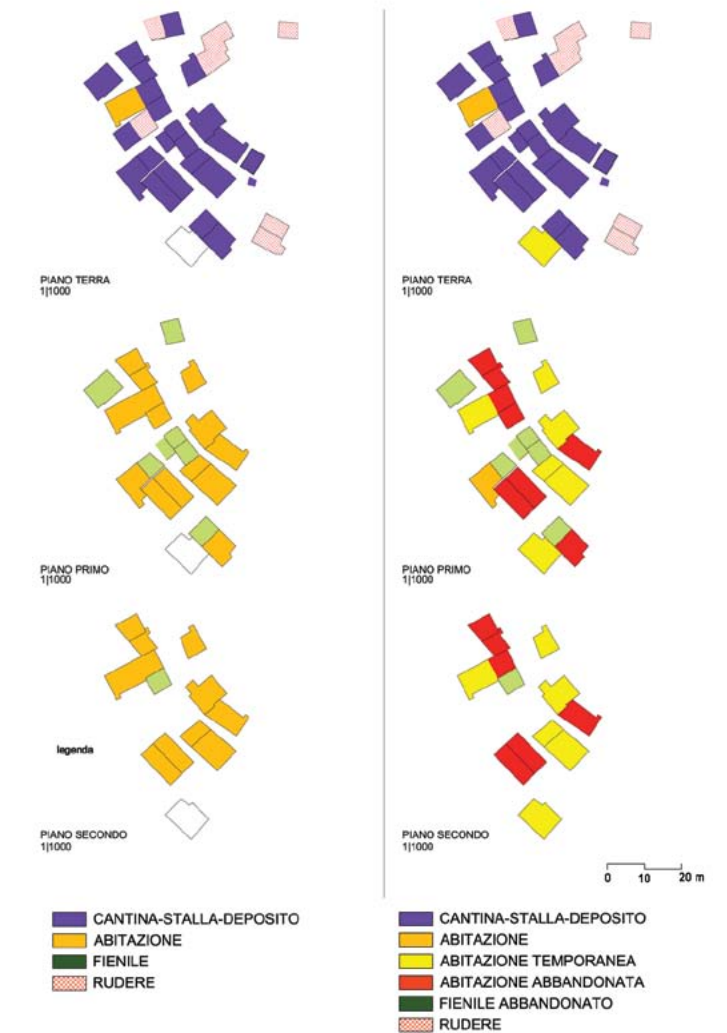 PIANO TERRA
1|1000
PIANO PRIMO
1|1000
legenda
PIANO SECONDO
1|1000
CANTINA-STALLA-DEPOSITO
ABITAZIONE
FIENILE
RUDERE
PIANO TERRA
1|1000
PIANO PRIMO
1|1000
PIANO SECONDO
1|1000
0 10 20 m
CANTINA-STALLA-DEPOSITO
ABITAZIONE
ABITAZIONE TEMPORANEA
ABITAZIONE ABBANDONATA
FIENILE ABBANDONATO
RUDERE